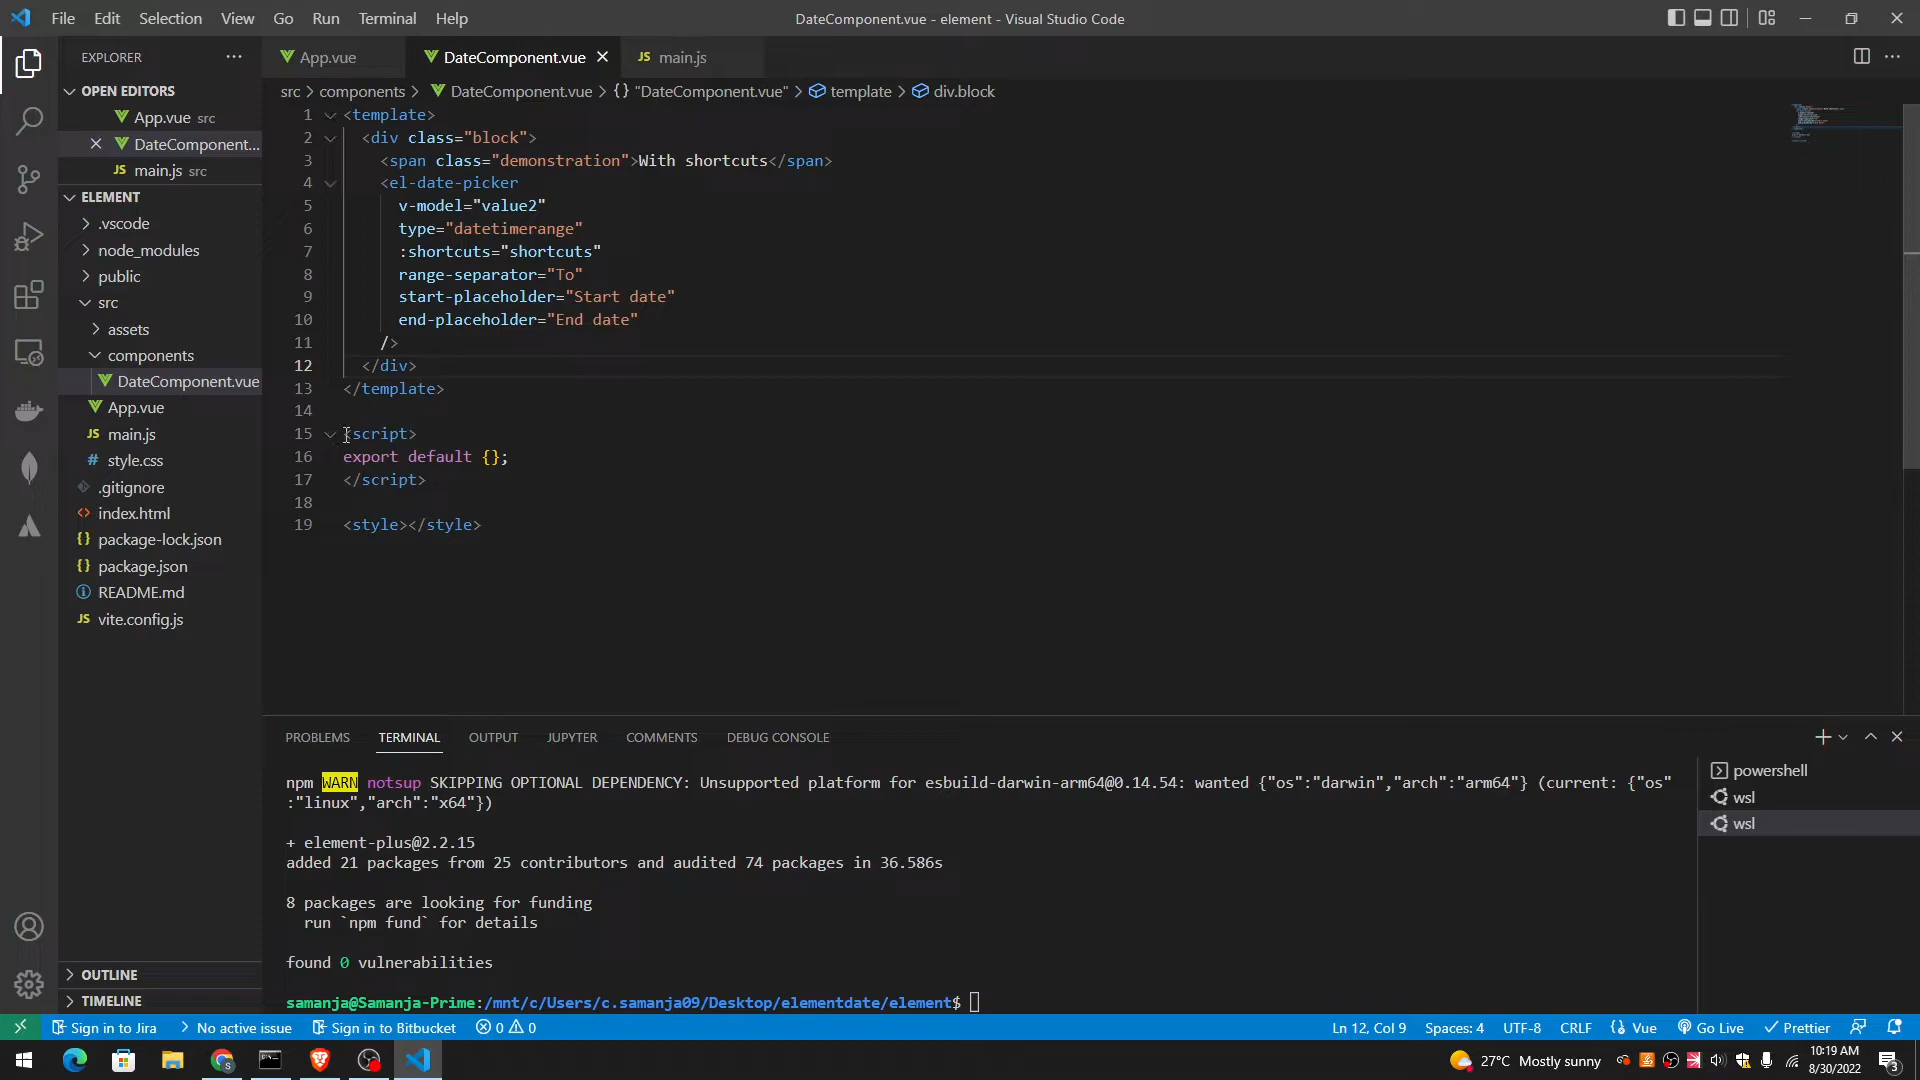 File Edit Selection View Go Run Terminal Help
DateComponent.vue - element - Visual Studio Code
EXPLORER
App.vue
DateComponent.vue
JS main.js
OPEN EDITORS
App.vue src
DateComponent...
JS main.js src
ELEMENT
.vscode
node_modules
public
src
assets
components
DateComponent.vue
App.vue
JS main.js
# style.css
.gitignore
<> index.html
{} package-lock.json
{} package.json
README.md
JS vite.config.js
OUTLINE
TIMELINE
src > components > DateComponent.vue > {} "DateComponent.vue" > template > div.block
1 <template>
2 <div class="block">
3 <span class="demonstration">With shortcuts</span>
4 <el-date-picker
5 v-model="value2"
6 type="datetimerange"
7 :shortcuts="shortcuts"
8 range-separator="To"
9 start-placeholder="Start date"
10 end-placeholder="End date"
11 />
12 </div>
13 </template>
14
15 <script>
16 export default {};
17 </script>
18
19 <style></style>
PROBLEMS TERMINAL OUTPUT JUPYTER COMMENTS DEBUG CONSOLE
npm WARN notsup SKIPPING OPTIONAL DEPENDENCY: Unsupported platform for esbuild-darwin-arm64@0.14.54: wanted {"os":"darwin","arch":"arm64"} (current: {"os"
:"linux","arch":"x64"})
+ element-plus@2.2.15
added 21 packages from 25 contributors and audited 74 packages in 36.586s
8 packages are looking for funding
run `npm fund` for details
found 0 vulnerabilities
samanja@Samanja-Prime:/mnt/c/Users/c.samanja09/Desktop/elementdate/element$
powershell
wsl
wsl
Sign in to Jira No active issue Sign in to Bitbucket 0 0
Ln 12, Col 9 Spaces: 4 UTF-8 CRLF {} Vue Go Live Prettier
27°C Mostly sunny
10:19 AM
8/30/2022
3